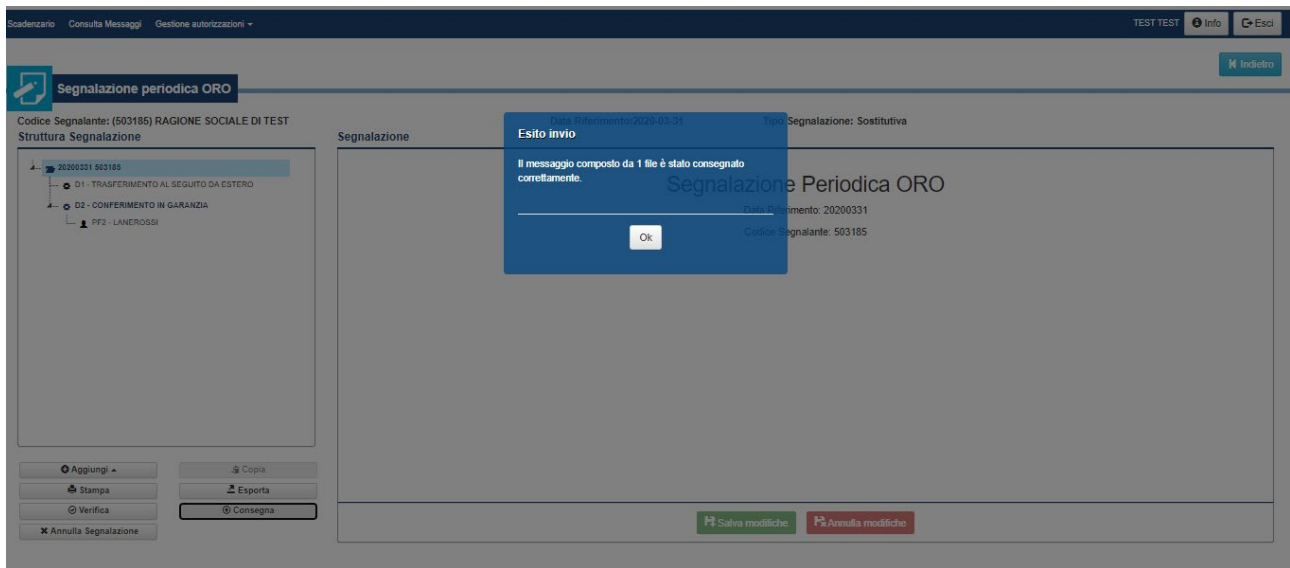 Scadenzario Consulta Messaggi Gestione autorizzazioni TEST TEST Info Esci
Indietro
Segnalazione periodica ORO
Codice Segnalante: (503185) RAGIONE SOCIALE DI TEST Data Riferimento:2020-03-31 Tipo Segnalazione: Sostitutiva
Struttura Segnalazione Segnalazione
20200331 503185
D1 - TRASFERIMENTO AL SEGUITO DA ESTERO
D2 - CONFERIMENTO IN GARANZIA
PF2 - LANEROSSI
Esito invio
Il messaggio composto da 1 file è stato consegnato
correttamente.
Ok
Segnalazione Periodica ORO
Data Riferimento: 20200331
Codice Segnalante: 503185
Aggiungi Copia
Stampa Esporta
Verifica Consegna
Annulla Segnalazione
Salva modifiche Annulla modifiche